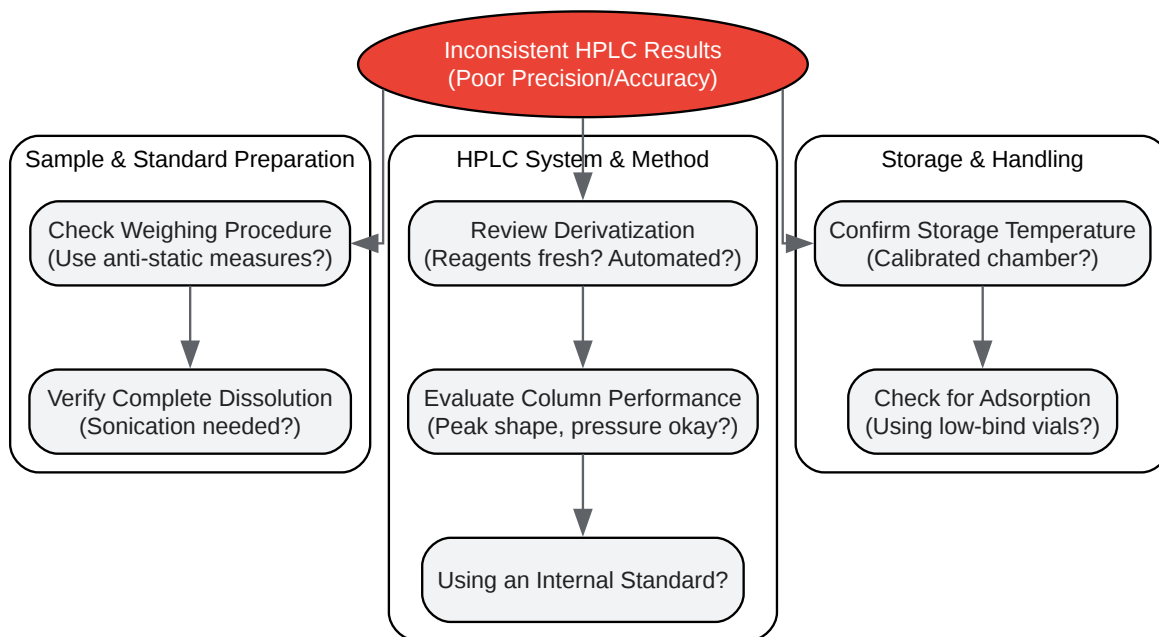 Inconsistent HPLC Results
(Poor Precision/Accuracy)
Sample & Standard Preparation
Check Weighing Procedure
(Use anti-static measures?)
Verify Complete Dissolution
(Sonication needed?)
HPLC System & Method
Review Derivatization
(Reagents fresh? Automated?)
Evaluate Column Performance
(Peak shape, pressure okay?)
Using an Internal Standard?
Storage & Handling
Confirm Storage Temperature
(Calibrated chamber?)
Check for Adsorption
(Using low-bind vials?)